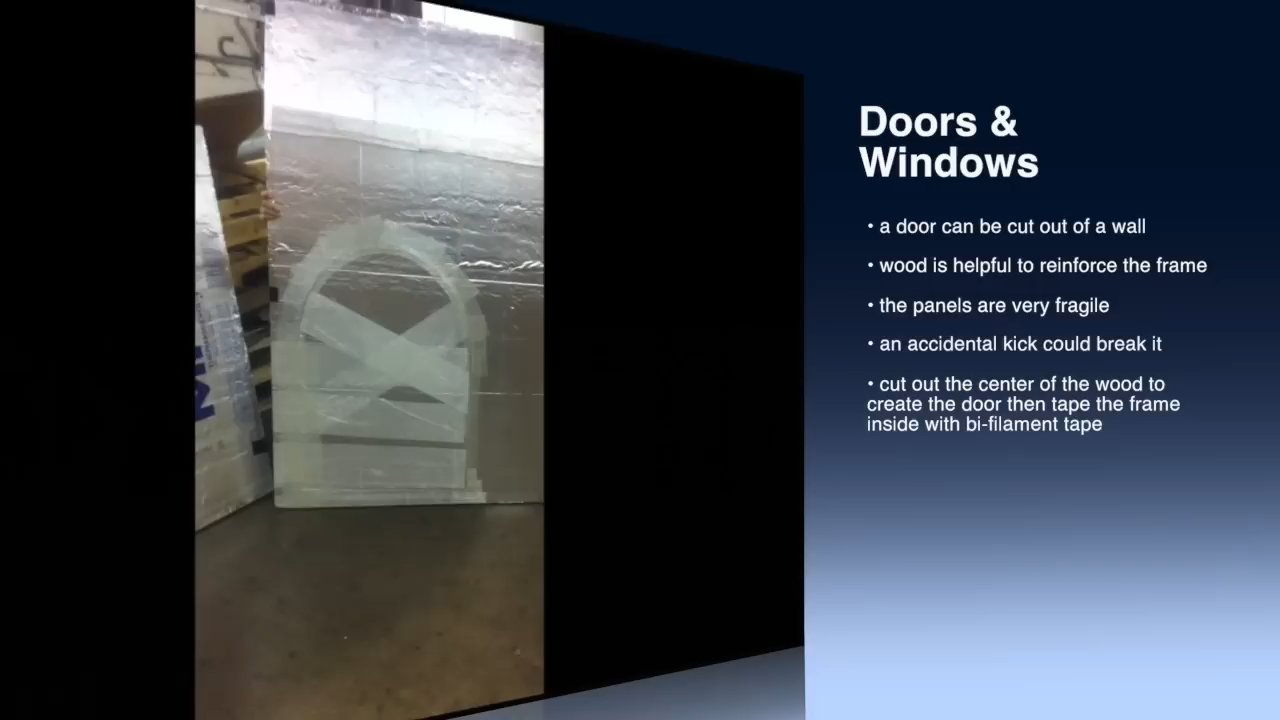 Doors &
Windows
• a door can be cut out of a wall
• wood is helpful to reinforce the frame
• the panels are very fragile
• an accidental kick could break it
• cut out the center of the wood to
create the door then tape the frame
inside with bi-filament tape